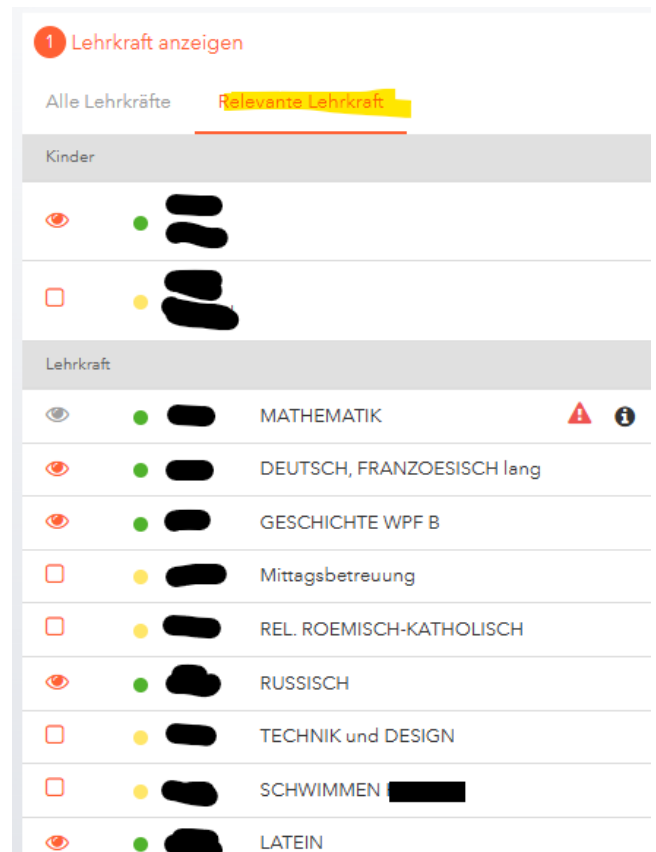 1 Lehrkraft anzeigen
Alle Lehrkräfte Relevante Lehrkraft
Kinder
Lehrkraft
MATHEMATIK
DEUTSCH, FRANZOESISCH lang
GESCHICHTE WPF B
Mittagsbetreuung
REL. ROEMISCH-KATHOLISCH
RUSSISCH
TECHNIK und DESIGN
SCHWIMMEN
LATEIN